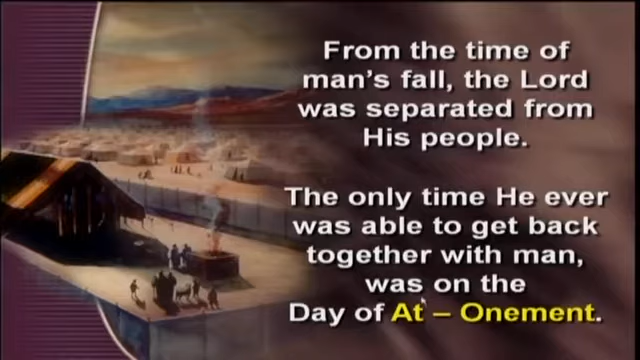 From the time of
man's fall, the Lord
was separated from
His people.
The only time He ever
was able to get back
together with man,
was on the
Day of At – Onement.